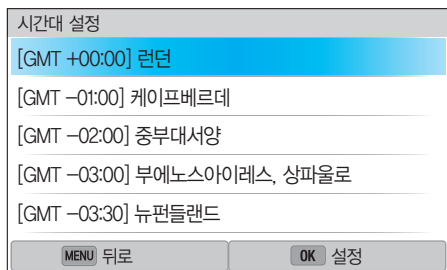 시간대 설정
[GMT +00:00] 런던
[GMT –01:00] 케이프베르데
[GMT –02:00] 중부대서양
[GMT –03:00] 부에노스아이레스, 상파울로
[GMT –03:30] 뉴펀들랜드
MENU 뒤로 OK 설정